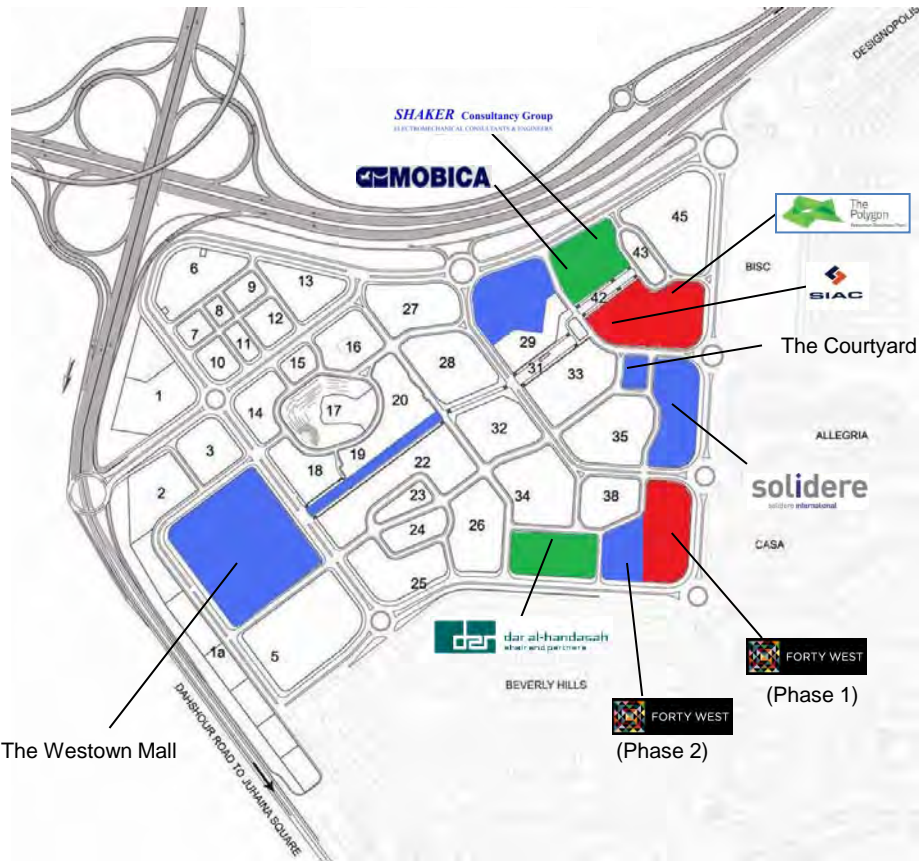 DESIGNOPOLIS
SHAKER Consultancy Group
ELECTROMECHANICAL CONSULTANTS & ENGINEERS
MOBICA
The
Polygon
45
43
BISC
SIAC
6
13
9
8
7
12
11
10
27
42
29
The Courtyard
16
15
28
31
33
1
14
17
20
32
35
ALLEGRIA
3
19
18
22
2
23
34
38
solidere
solidere international
24
26
CASA
25
dar al-handasah
shair and partners
1a
5
BEVERLY HILLS
FORTY WEST
(Phase 1)
FORTY WEST
(Phase 2)
The Westown Mall
DAHSHOUR ROAD TO JUHAINA SQUARE